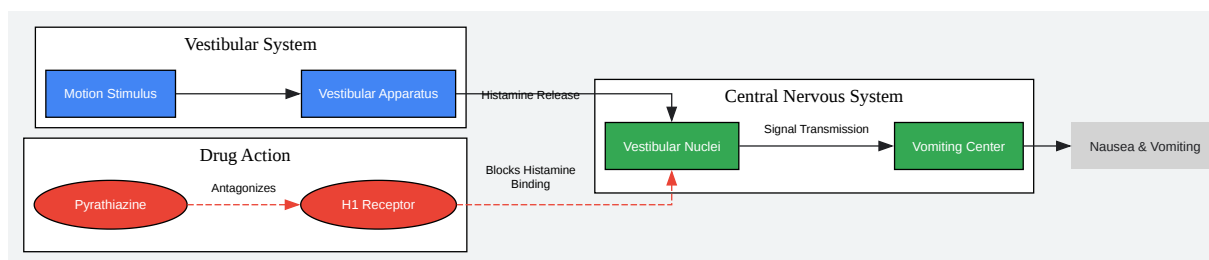 Vestibular System
Motion Stimulus
Vestibular Apparatus
Histamine Release
Central Nervous System
Vestibular Nuclei
Signal Transmission
Vomiting Center
Nausea & Vomiting
Drug Action
Pyrathiazine
Antagonizes
H1 Receptor
Blocks Histamine
Binding